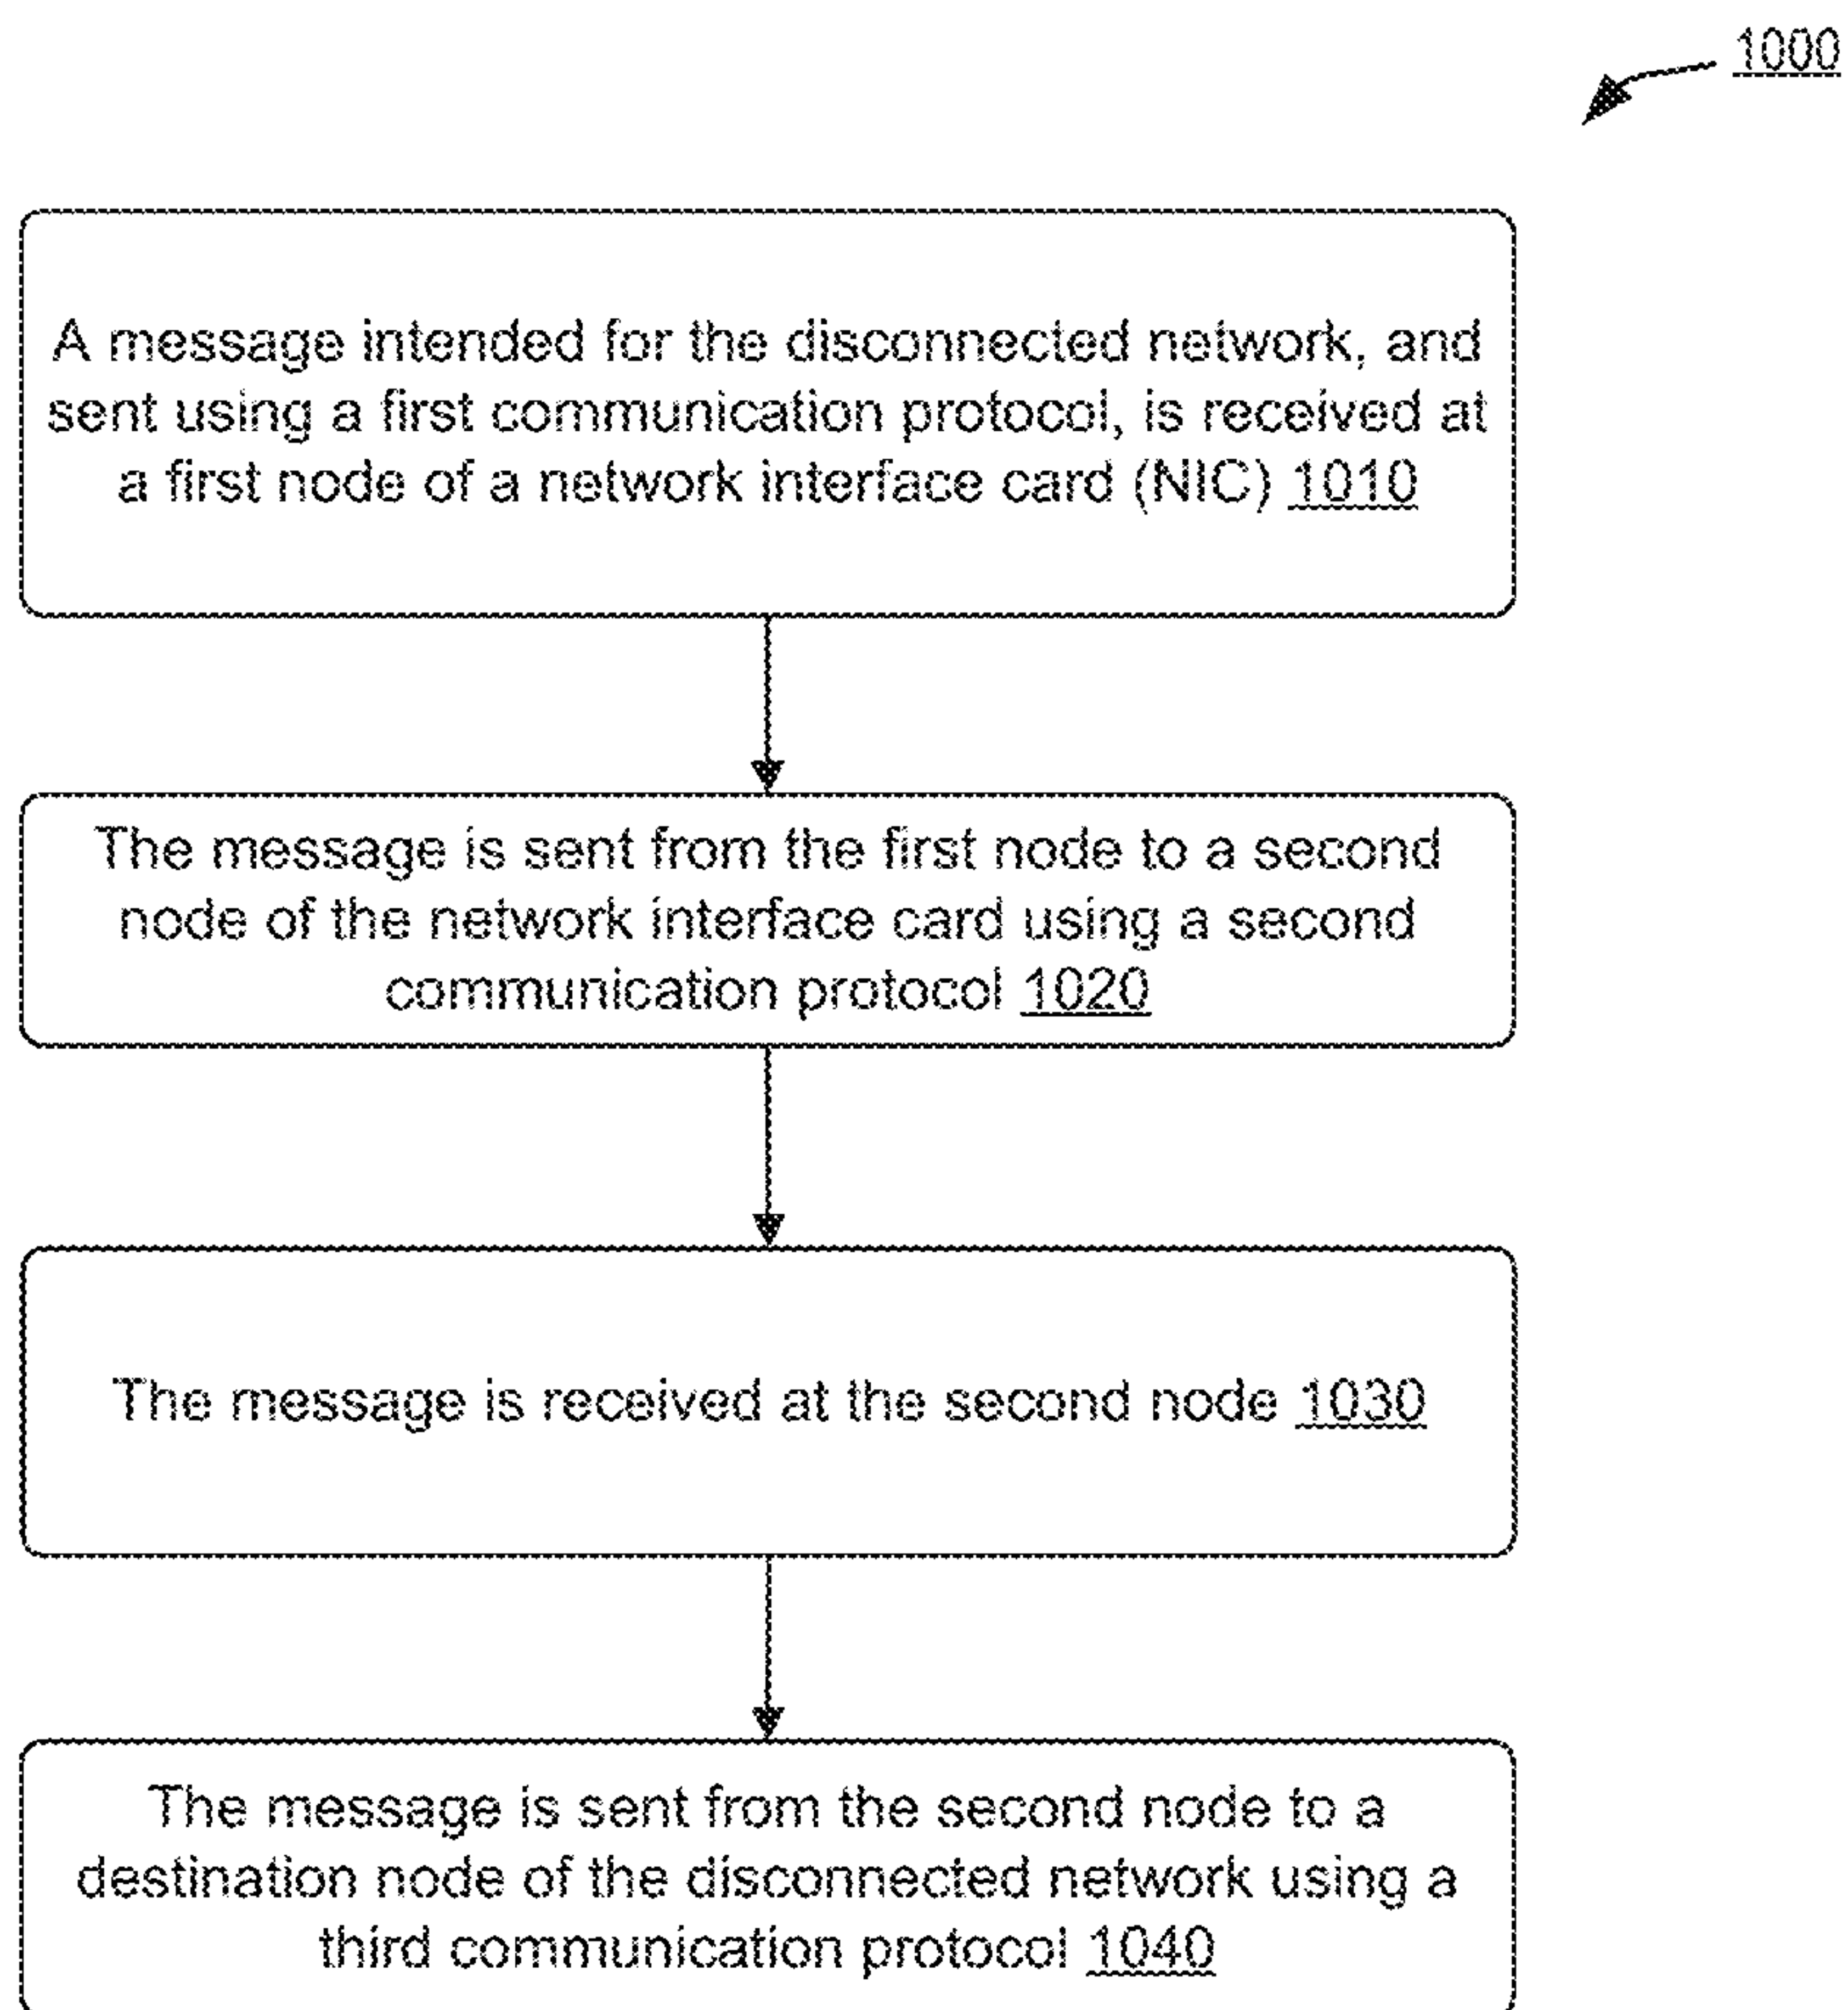 1000
A message intended for the disconnected network, and
sent using a first communication protocol, is received at
a first node of a network interface card (NIC) 1010
The message is sent from the first node to a second
node of the network interface card using a second
communication protocol 1020
The message is received at the second node 1030
The message is sent from the second node to a
destination node of the disconnected network using a
third communication protocol 1040